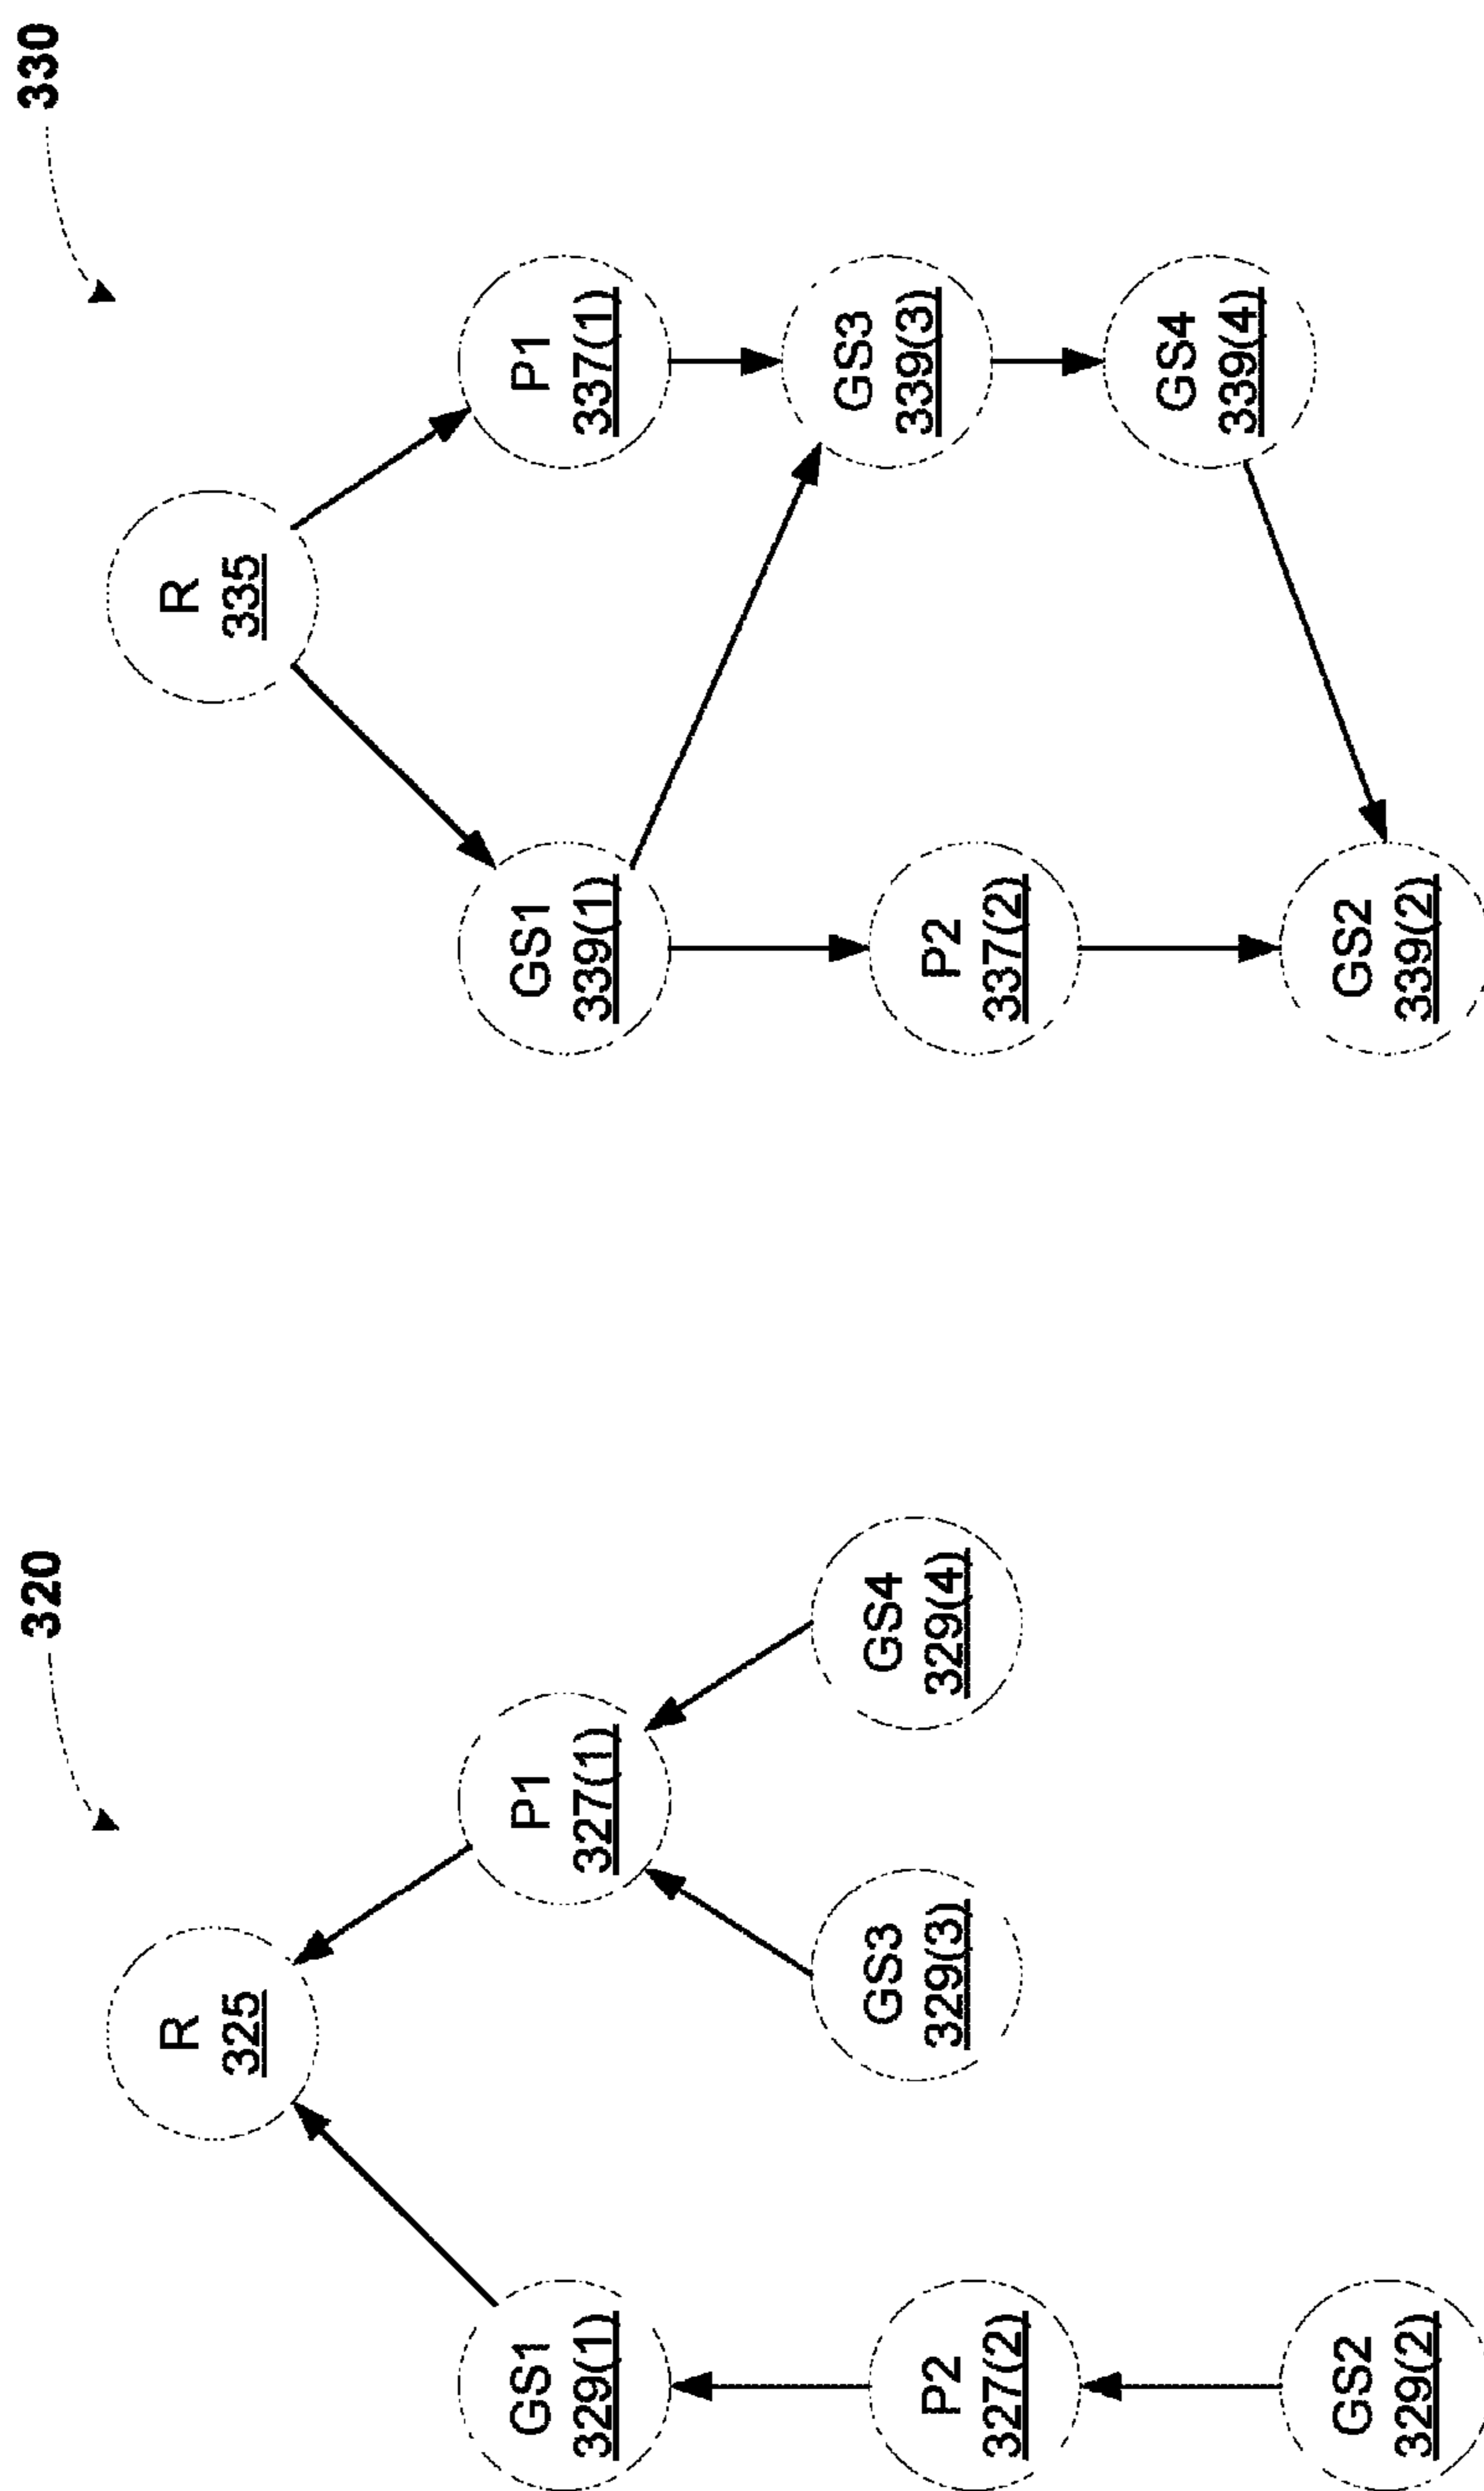 320
R
325
GS1
329(1)
P1
327(1)
P2
327(2)
GS3
329(3)
GS4
329(4)
GS2
329(2)
330
R
335
GS1
339(1)
P1
337(1)
P2
337(2)
GS3
339(3)
GS4
339(4)
GS2
339(2)